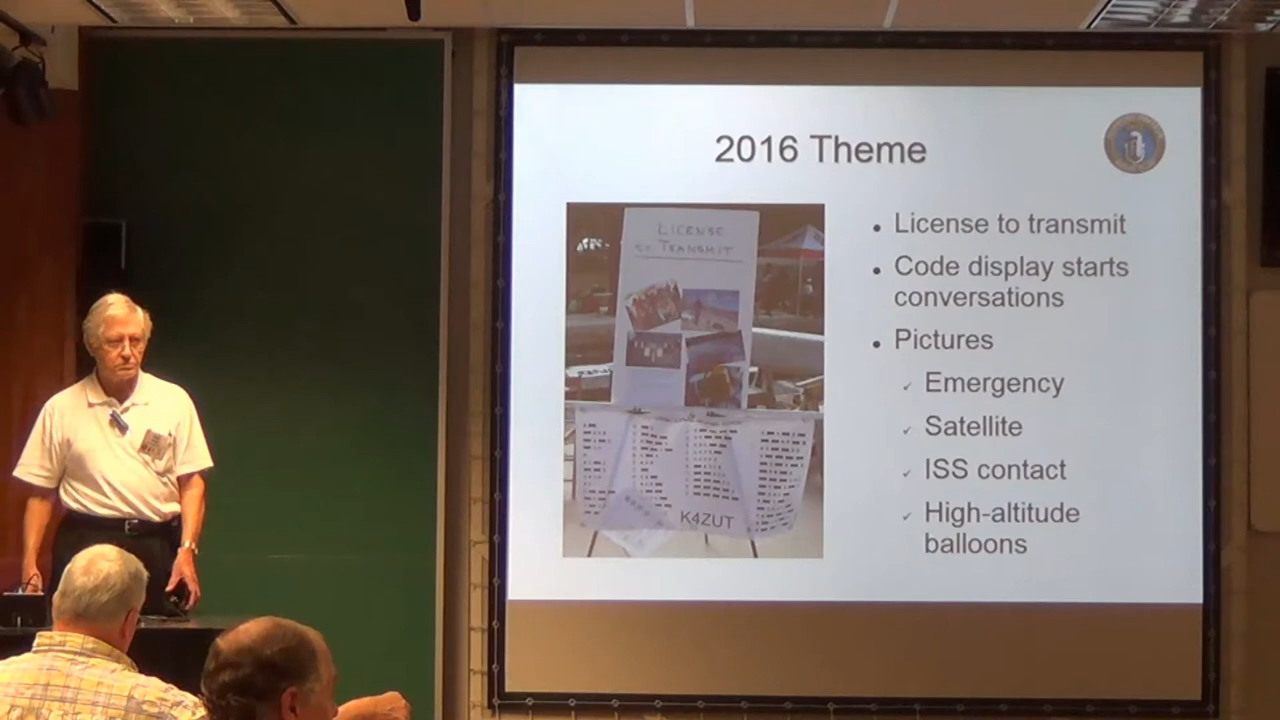 2016 Theme
LICENSE
to TRANSMIT
K4ZUT
License to transmit
Code display starts
conversations
Pictures
Emergency
Satellite
ISS contact
High-altitude
balloons